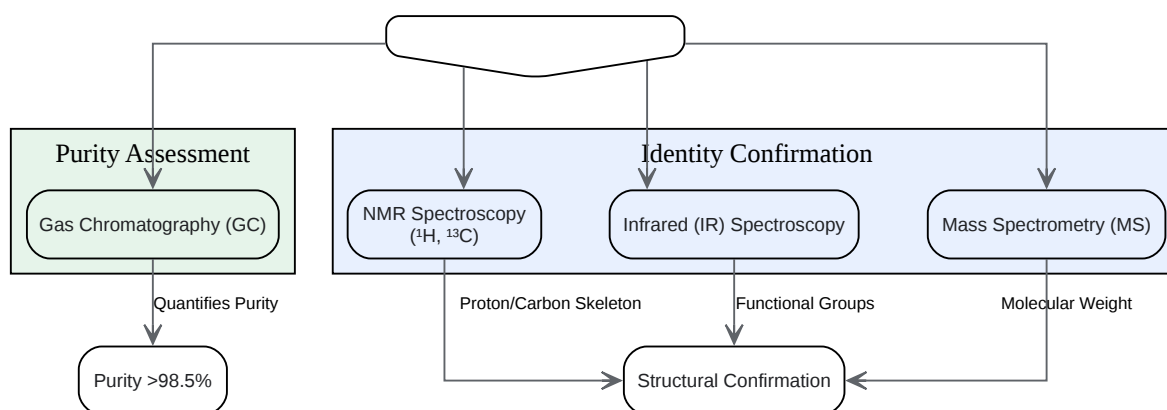 Purity Assessment
Identity Confirmation
Gas Chromatography (GC)
NMR Spectroscopy
(¹H, ¹³C)
Infrared (IR) Spectroscopy
Mass Spectrometry (MS)
Quantifies Purity
Proton/Carbon Skeleton
Functional Groups
Molecular Weight
Purity >98.5%
Structural Confirmation